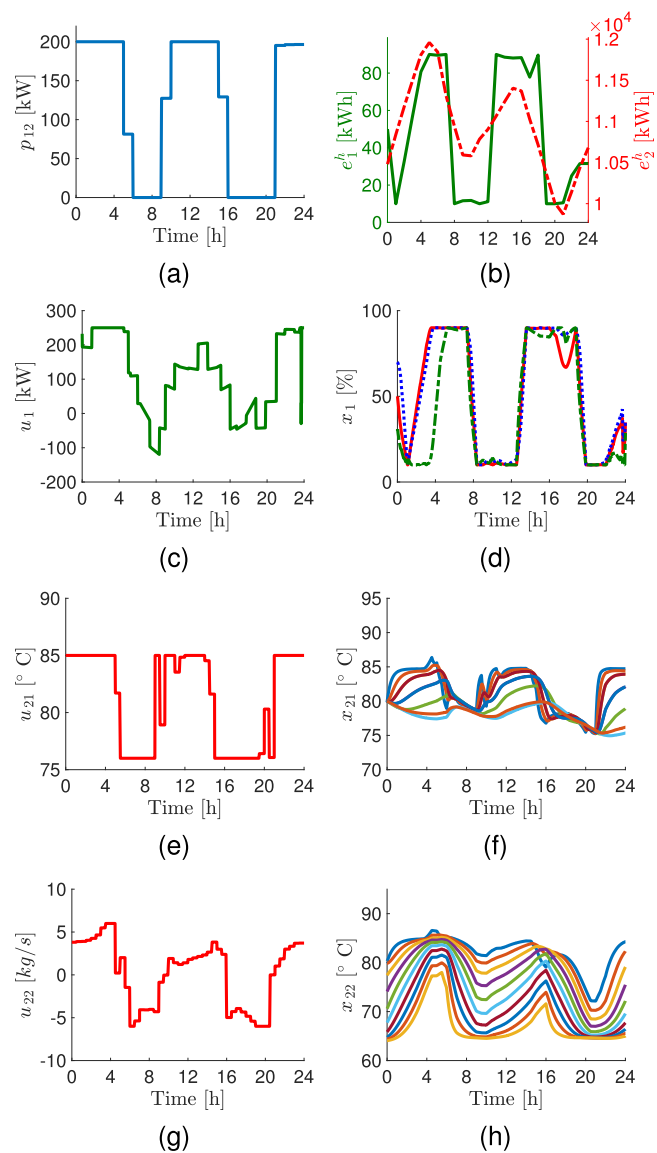 200
150
100
50
0
p₁₂ [kW]
0 4 8 12 16 20 24
Time [h]
(a)
×10⁴
80
60
40
20
0
e₁ʰ [kWh]
1.2
1.15
1.1
1.05
1
e₂ʰ [kWh]
0 4 8 12 16 20 24
Time [h]
(b)
300
200
100
0
-100
-200
u₁ [kW]
0 4 8 12 16 20 24
Time [h]
(c)
100
50
0
x₁ [%]
0 4 8 12 16 20 24
Time [h]
(d)
90
85
80
75
u₂₁ [° C]
0 4 8 12 16 20 24
Time [h]
(e)
95
90
85
80
75
70
x₂₁ [° C]
0 4 8 12 16 20 24
Time [h]
(f)
10
5
0
-5
-10
u₂₂ [kg/s]
0 4 8 12 16 20 24
Time [h]
(g)
90
80
70
60
x₂₂ [° C]
0 4 8 12 16 20 24
Time [h]
(h)